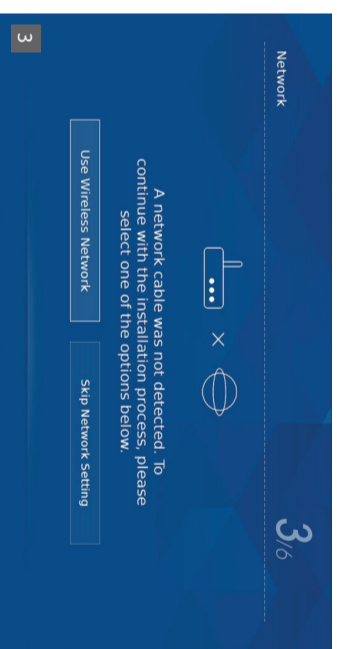 Network
3/6
A network cable was not detected. To
continue with the installation process, please
select one of the options below.
Use Wireless Network
Skip Network Setting
3